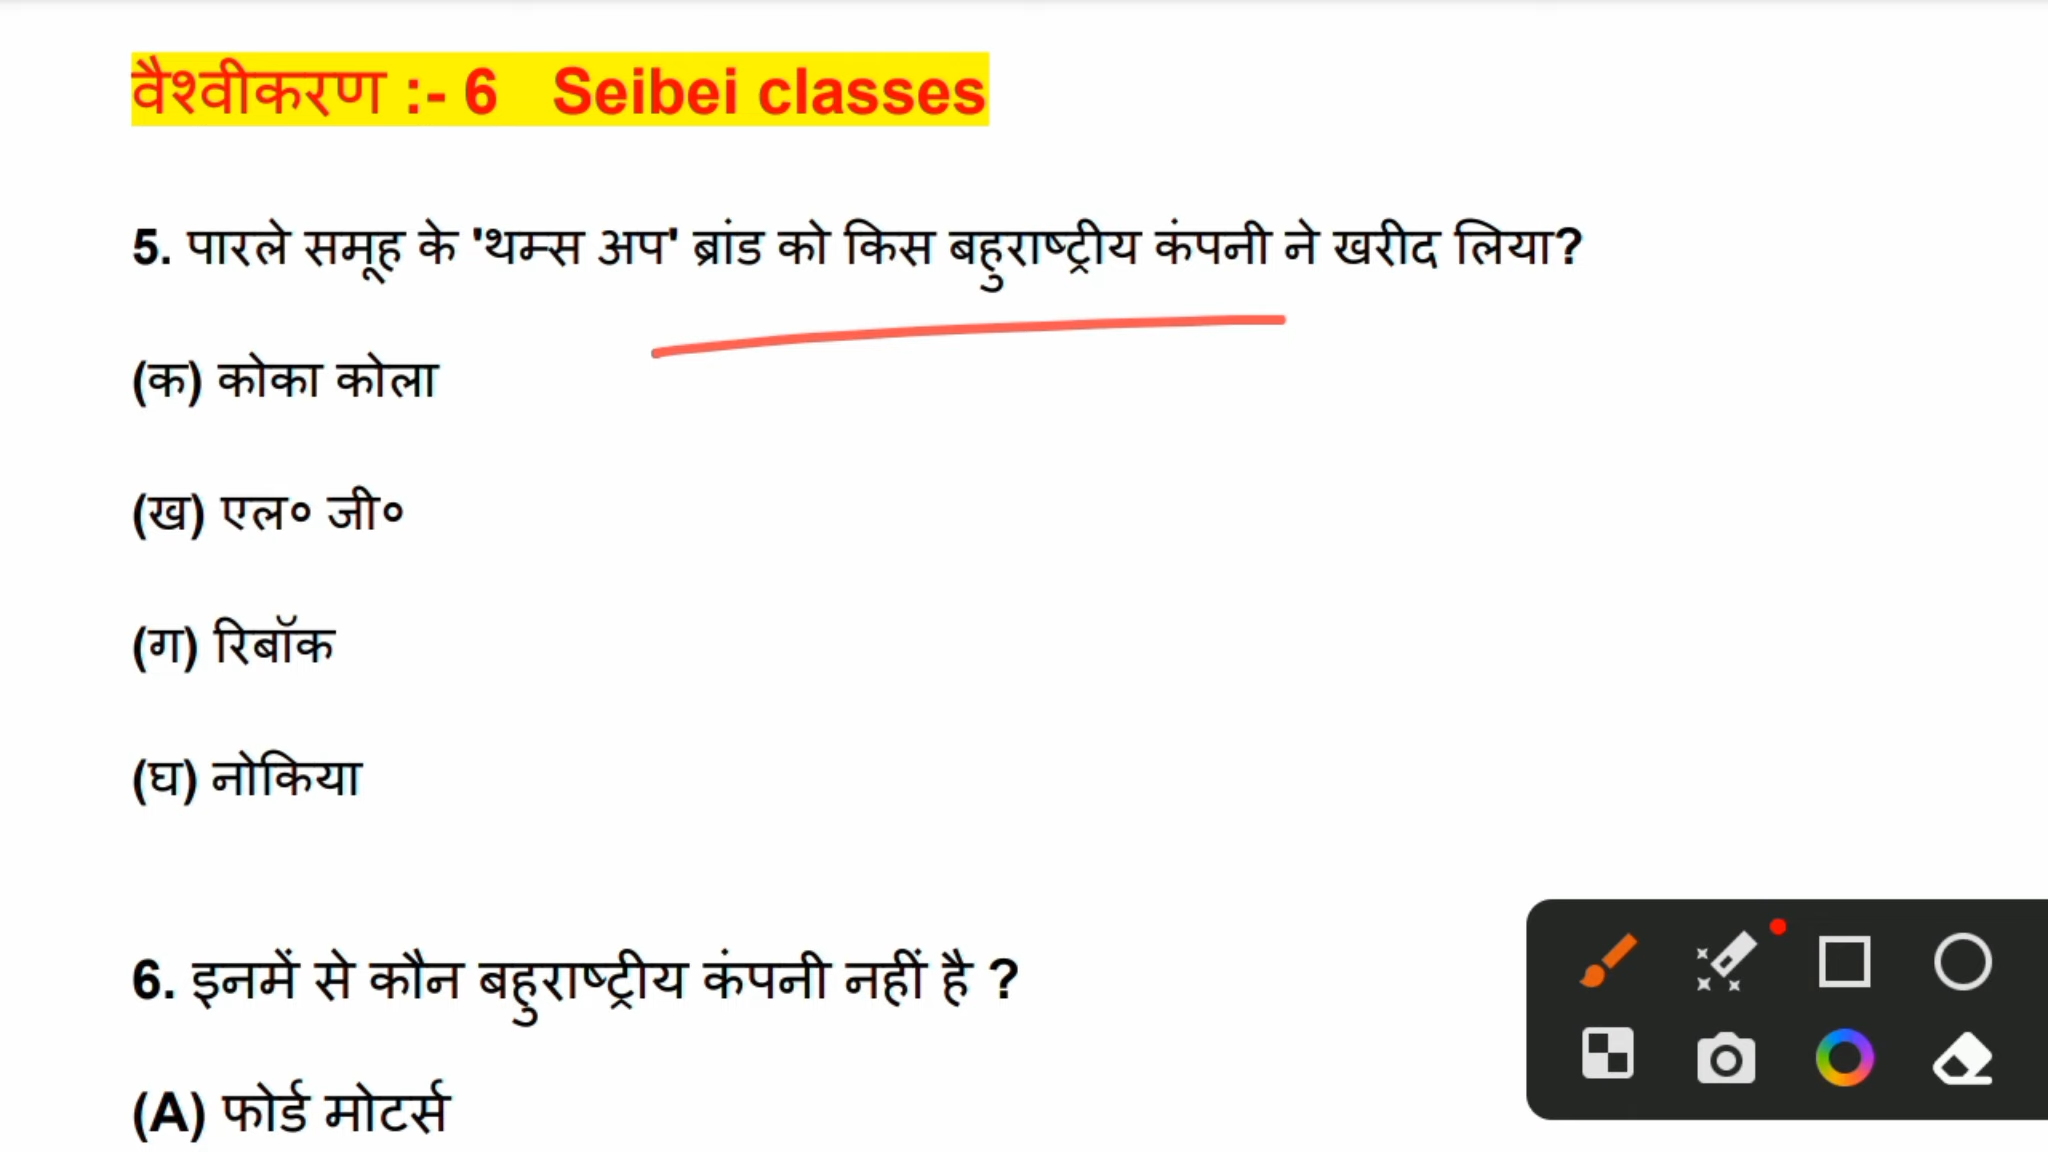 वैश्वीकरण :- 6 Seibei classes
5. पारले समूह के 'थम्स अप' ब्रांड को किस बहुराष्ट्रीय कंपनी ने खरीद लिया?
(क) कोका कोला
(ख) एल० जी०
(ग) रिबॉक
(घ) नोकिया
6. इनमें से कौन बहुराष्ट्रीय कंपनी नहीं है ?
(A) फोर्ड मोटर्स